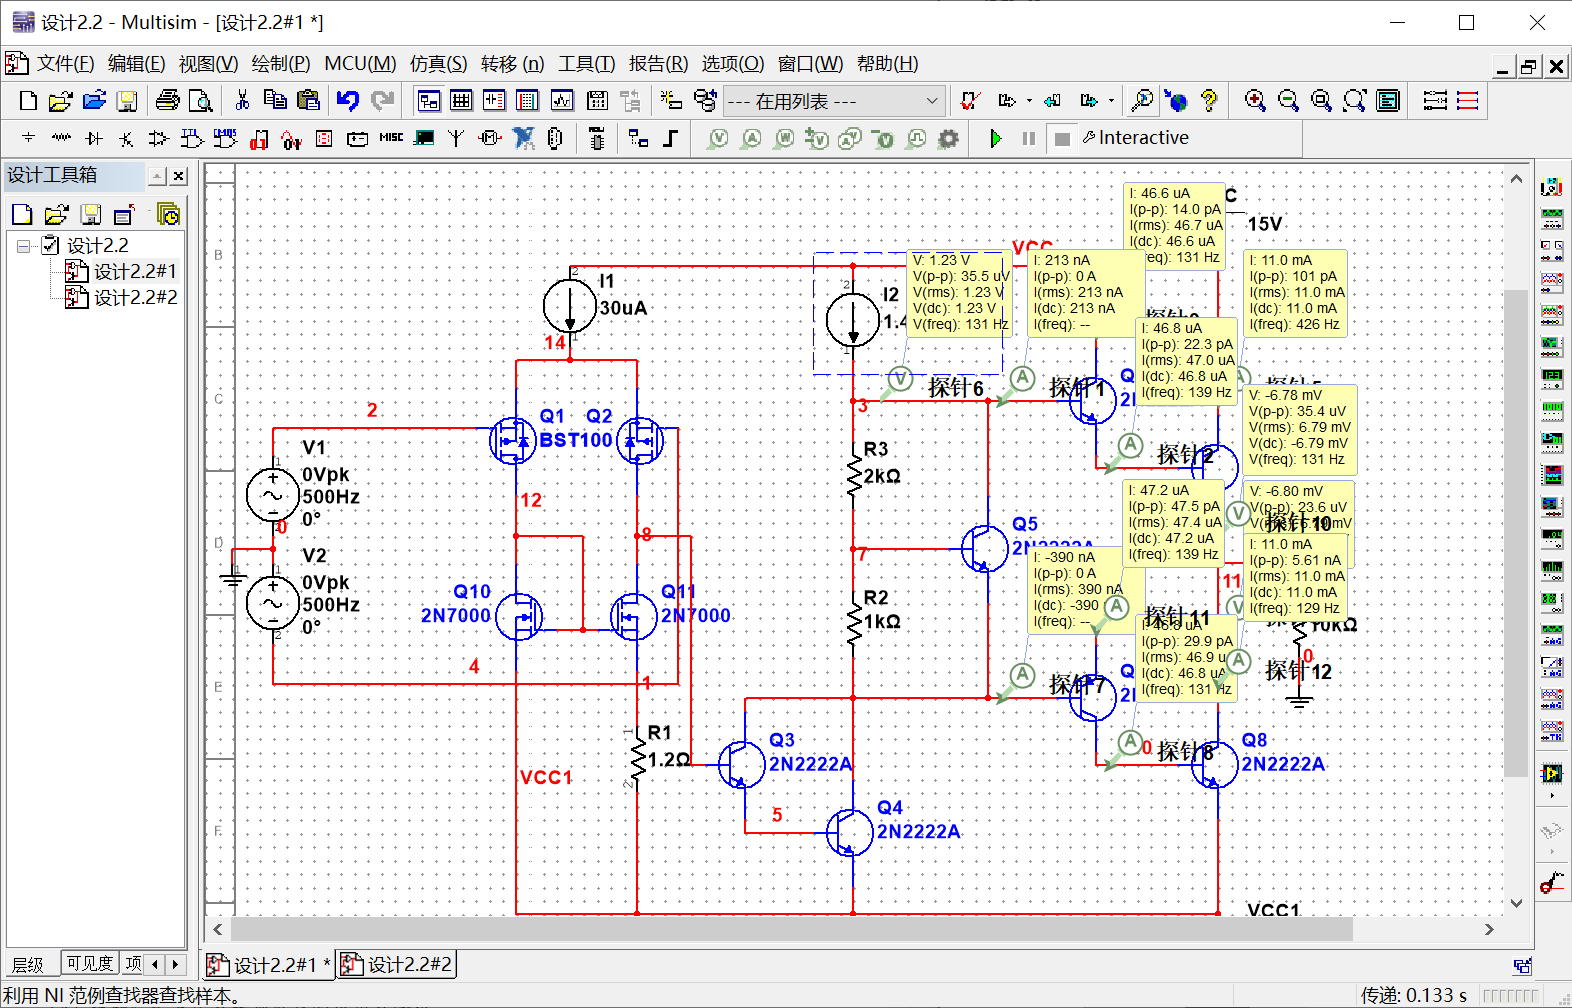 设计2.2 - Multisim - [设计2.2#1 *]
文件(F) 编辑(E) 视图(V) 绘制(P) MCU(M) 仿真(S) 转移 (n) 工具(T) 报告(R) 选项(O) 窗口(W) 帮助(H)
--- 在用列表 ---
MISC
Interactive
设计工具箱
设计2.2
设计2.2#1
设计2.2#2
B
C
D
E
F
I: 46.6 uA
I(p-p): 14.0 pA
I(rms): 46.7 uA
I(dc): 46.6 uA
req): 131 Hz
C
15V
VCC
V: 1.23 V
V(p-p): 35.5 uV
V(rms): 1.23 V
V(dc): 1.23 V
V(freq): 131 Hz
I: 213 nA
I(p-p): 0 A
I(rms): 213 nA
I(dc): 213 nA
I(freq): --
I: 11.0 mA
I(p-p): 101 pA
I(rms): 11.0 mA
I(dc): 11.0 mA
I(freq): 426 Hz
I1
30uA
14
I2
1.4
I: 46.8 uA
I(p-p): 22.3 pA
I(rms): 47.0 uA
I(dc): 46.8 uA
I(freq): 139 Hz
探针6
探针1
V: -6.78 mV
V(p-p): 35.4 uV
V(rms): 6.79 mV
V(dc): -6.79 mV
V(freq): 131 Hz
2
3
Q1
Q2
BST100
V1
0Vpk
500Hz
0°
0
R3
2kΩ
探针2
12
8
7
Q5
I: 47.2 uA
I(p-p): 47.5 pA
I(rms): 47.4 uA
I(dc): 47.2 uA
I(freq): 139 Hz
V: -6.80 mV
V(p-p): 23.6 uV
探针10
I: 11.0 mA
I(p-p): 5.61 nA
I(rms): 11.0 mA
I(dc): 11.0 mA
I(freq): 129 Hz
11
V2
0Vpk
500Hz
0°
Q10
2N7000
Q11
2N7000
R2
1kΩ
I: -390 nA
I(p-p): 0 A
I(rms): 390 nA
I(dc): -390
I(freq): --
探针11
I(p-p): 29.9 pA
I(rms): 46.9 u
I(dc): 46.8 uA
I(freq): 131 Hz
10kΩ
0
探针12
4
1
探针7
R1
1.2Ω
VCC1
Q3
2N2222A
0
探针8
Q8
2N2222A
5
Q4
2N2222A
VCC1
层级
可见度
项
设计2.2#1 *
设计2.2#2
利用 NI 范例查找器查找样本。
传递: 0.133 s